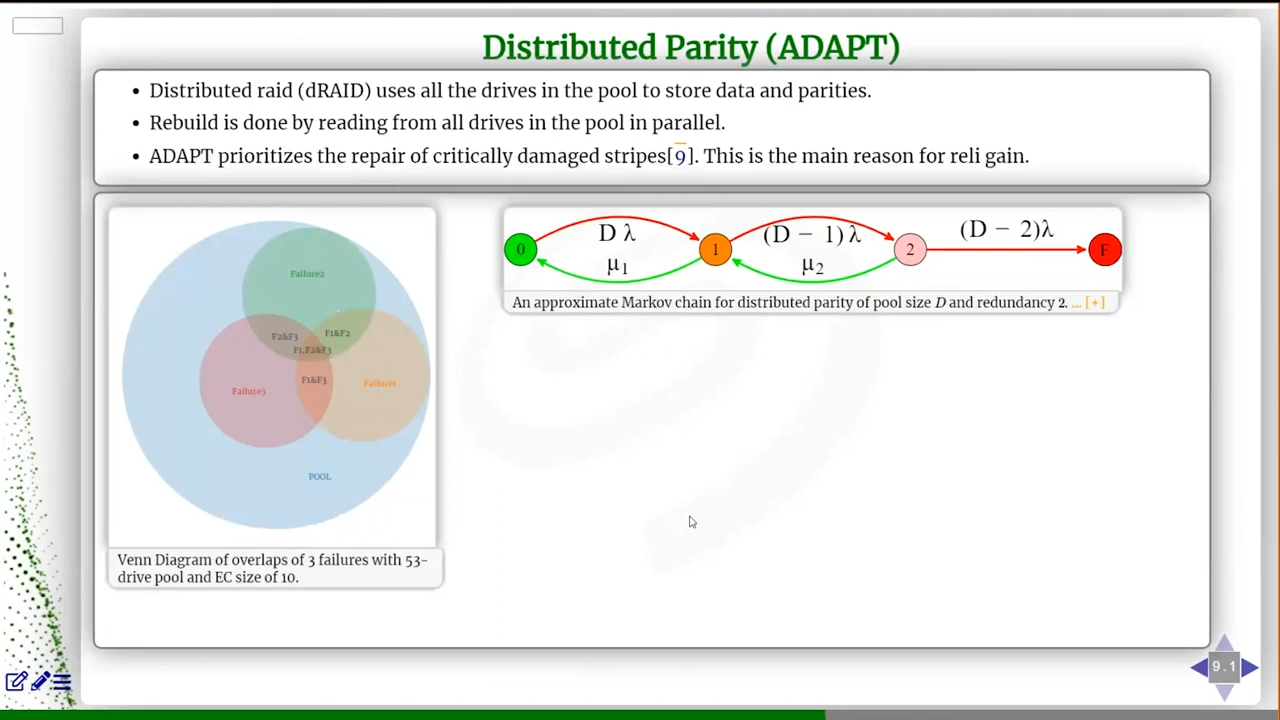 Distributed Parity (ADAPT)
Distributed raid (dRAID) uses all the drives in the pool to store data and parities.
Rebuild is done by reading from all drives in the pool in parallel.
ADAPT prioritizes the repair of critically damaged stripes[9]. This is the main reason for reli gain.
Failure2
F2&F3
F1&F2
F1,F2&F3
F1&F3
Failure3
Failure1
POOL
Venn Diagram of overlaps of 3 failures with 53-
drive pool and EC size of 10.
D λ
(D − 1) λ
(D − 2)λ
0
1
2
F
μ1
μ2
An approximate Markov chain for distributed parity of pool size D and redundancy 2. ... [+]
9.1